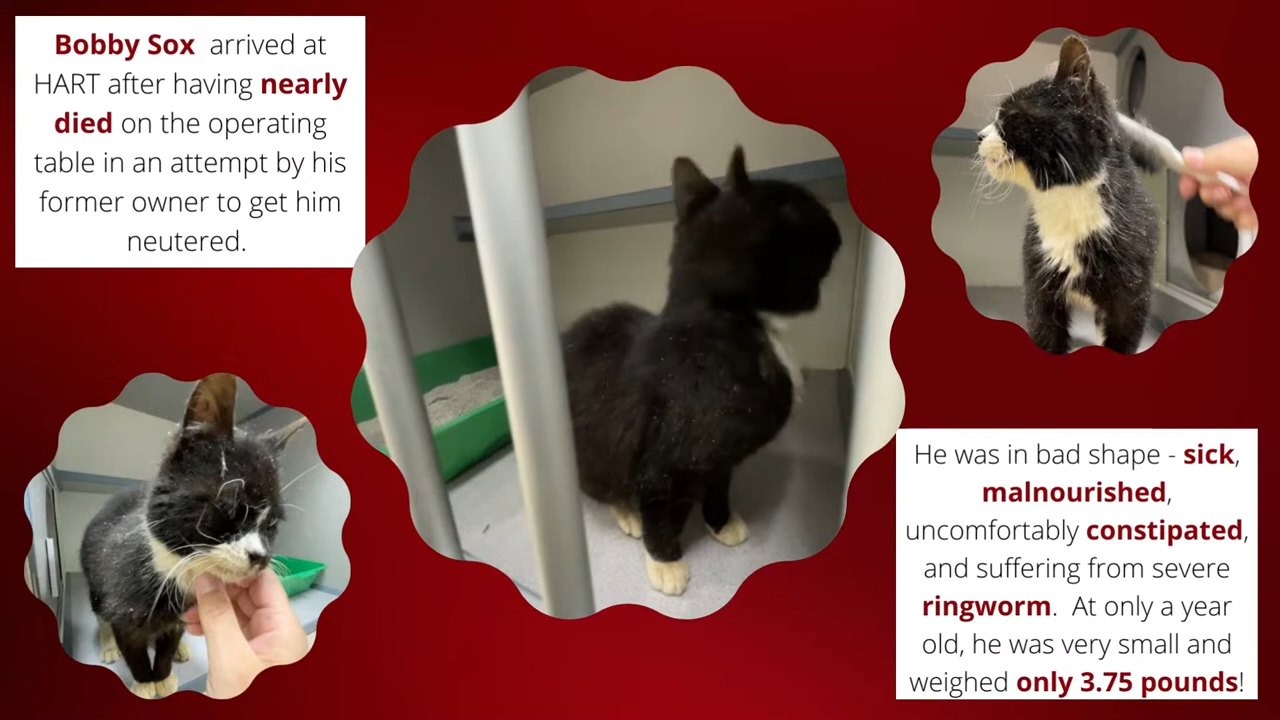 Bobby Sox arrived at
HART after having nearly
died on the operating
table in an attempt by his
former owner to get him
neutered.
He was in bad shape - sick,
malnourished,
uncomfortably constipated,
and suffering from severe
ringworm. At only a year
old, he was very small and
weighed only 3.75 pounds!